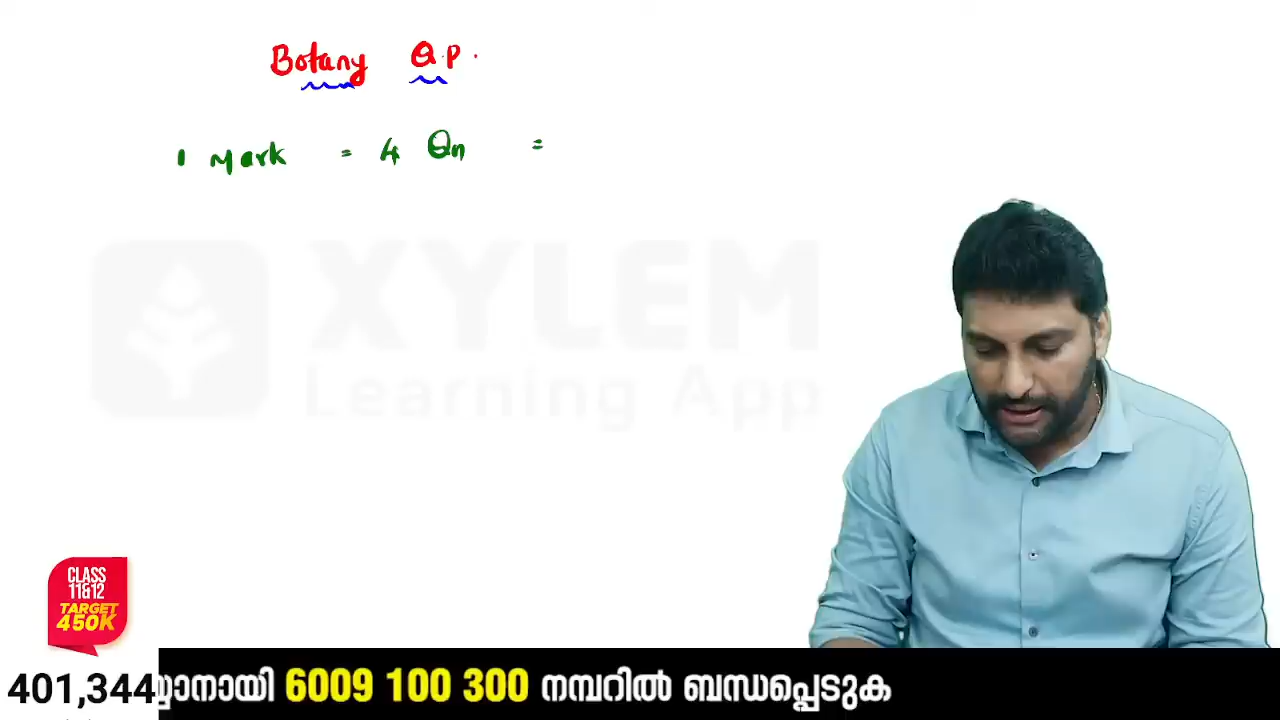 Botany Q.P.
1 Mark = 4 Qn =
XYLEM
Learning App
CLASS
11&12
TARGET
450K
401,344
നായി 6009 100 300 നമ്പറിൽ ബന്ധപ്പെടുക